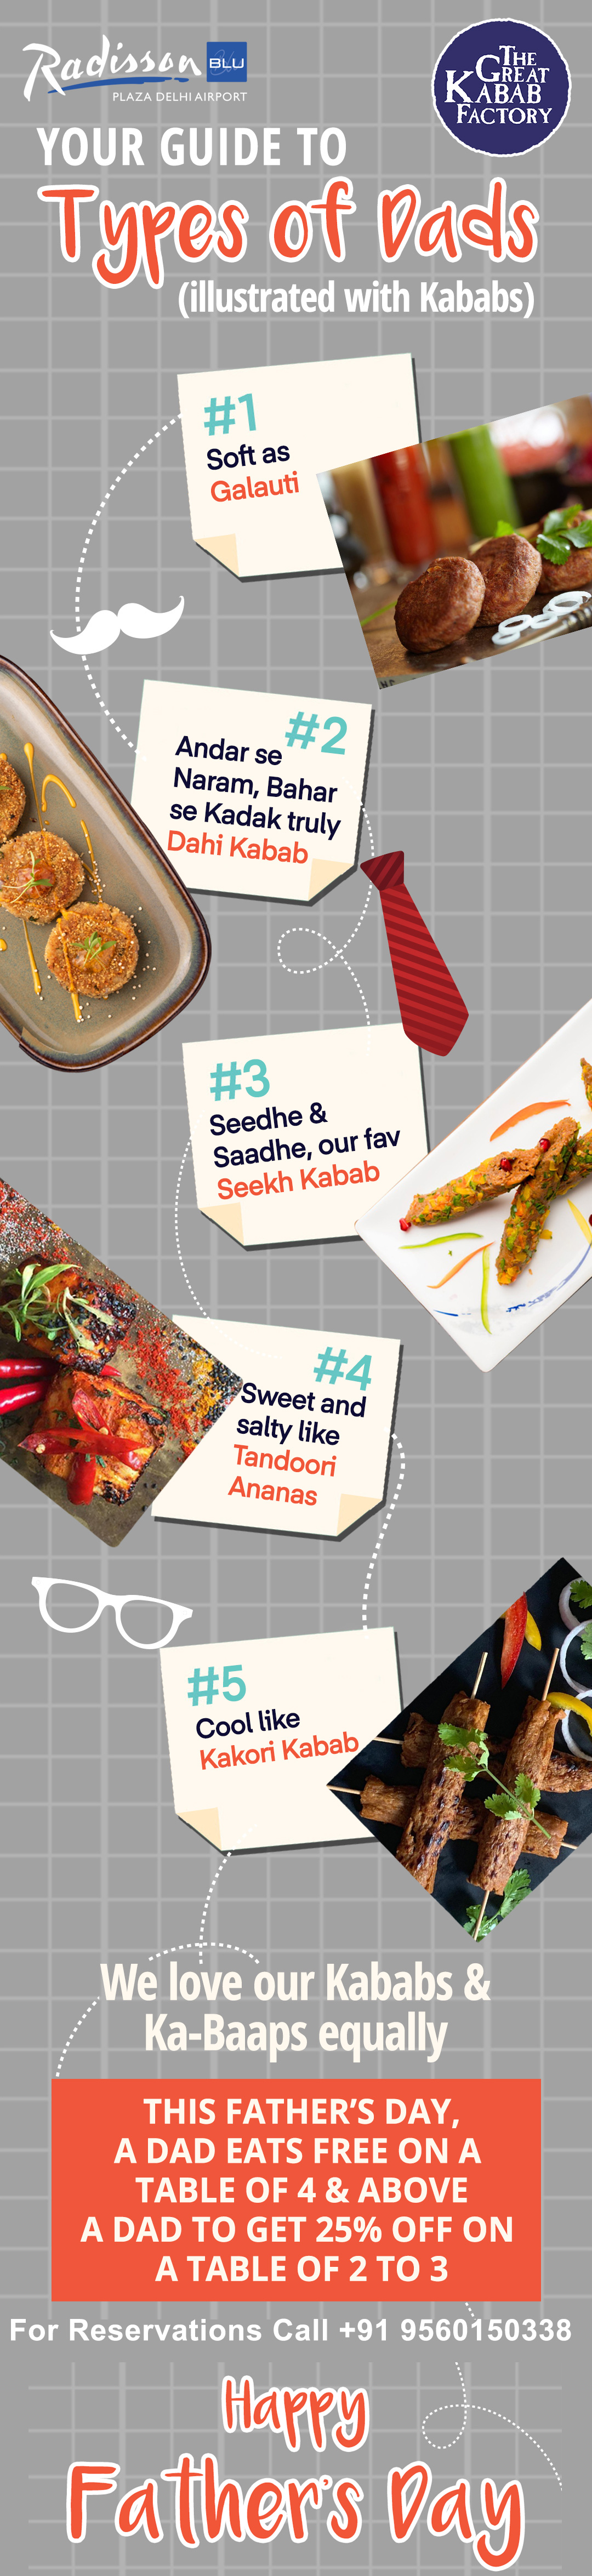 Radisson BLU
PLAZA DELHI AIRPORT
THE
GREAT
KABAB
FACTORY
YOUR GUIDE TO
Types of Dads
(illustrated with Kababs)
#1
Soft as
Galauti
#2
Andar se
Naram, Bahar
se Kadak truly
Dahi Kabab
#3
Seedhe &
Saadhe, our fav
Seekh Kabab
#4
Sweet and
salty like
Tandoori
Ananas
#5
Cool like
Kakori Kabab
We love our Kababs &
Ka-Baaps equally
THIS FATHER'S DAY,
A DAD EATS FREE ON A
TABLE OF 4 & ABOVE
A DAD TO GET 25% OFF ON
A TABLE OF 2 TO 3
For Reservations Call +91 9560150338
Happy
Father's Day